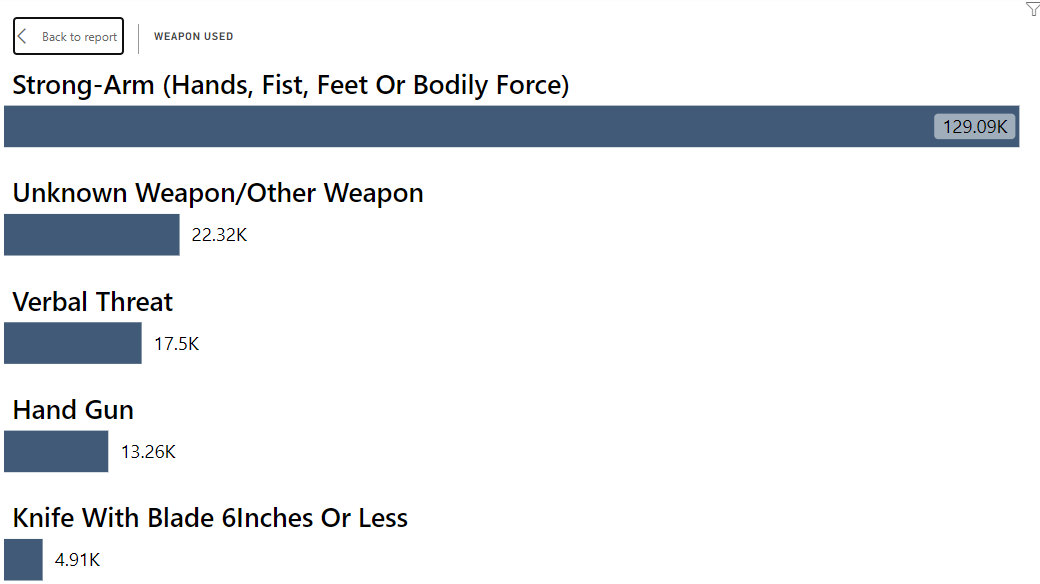 Back to report
WEAPON USED
Strong-Arm (Hands, Fist, Feet Or Bodily Force)
129.09K
Unknown Weapon/Other Weapon
22.32K
Verbal Threat
17.5K
Hand Gun
13.26K
Knife With Blade 6Inches Or Less
4.91K